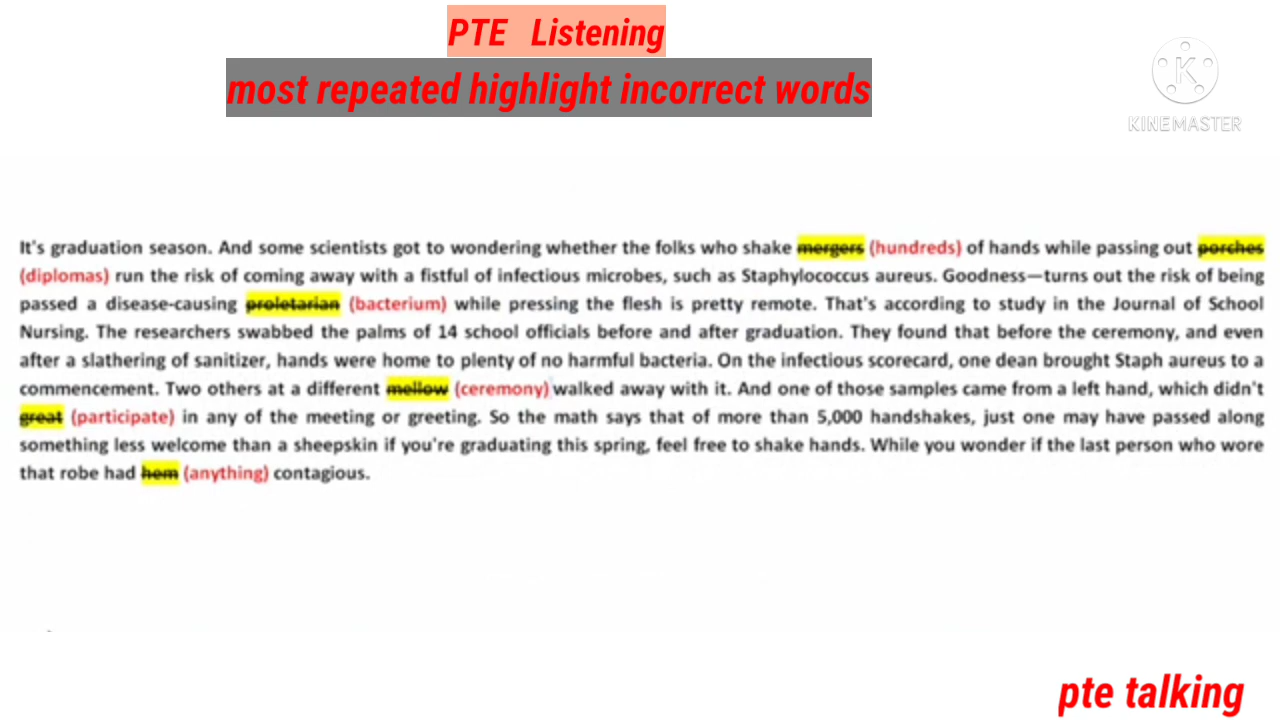 PTE Listening
most repeated highlight incorrect words
K
KINEMASTER
It's graduation season. And some scientists got to wondering whether the folks who shake mergers (hundreds) of hands while passing out porches
(diplomas) run the risk of coming away with a fistful of infectious microbes, such as Staphylococcus aureus. Goodness—turns out the risk of being
passed a disease-causing proletarian (bacterium) while pressing the flesh is pretty remote. That's according to study in the Journal of School
Nursing. The researchers swabbed the palms of 14 school officials before and after graduation. They found that before the ceremony, and even
after a slathering of sanitizer, hands were home to plenty of no harmful bacteria. On the infectious scorecard, one dean brought Staph aureus to a
commencement. Two others at a different mellow (ceremony) walked away with it. And one of those samples came from a left hand, which didn't
great (participate) in any of the meeting or greeting. So the math says that of more than 5,000 handshakes, just one may have passed along
something less welcome than a sheepskin if you're graduating this spring, feel free to shake hands. While you wonder if the last person who wore
that robe had hem (anything) contagious.
pte talking